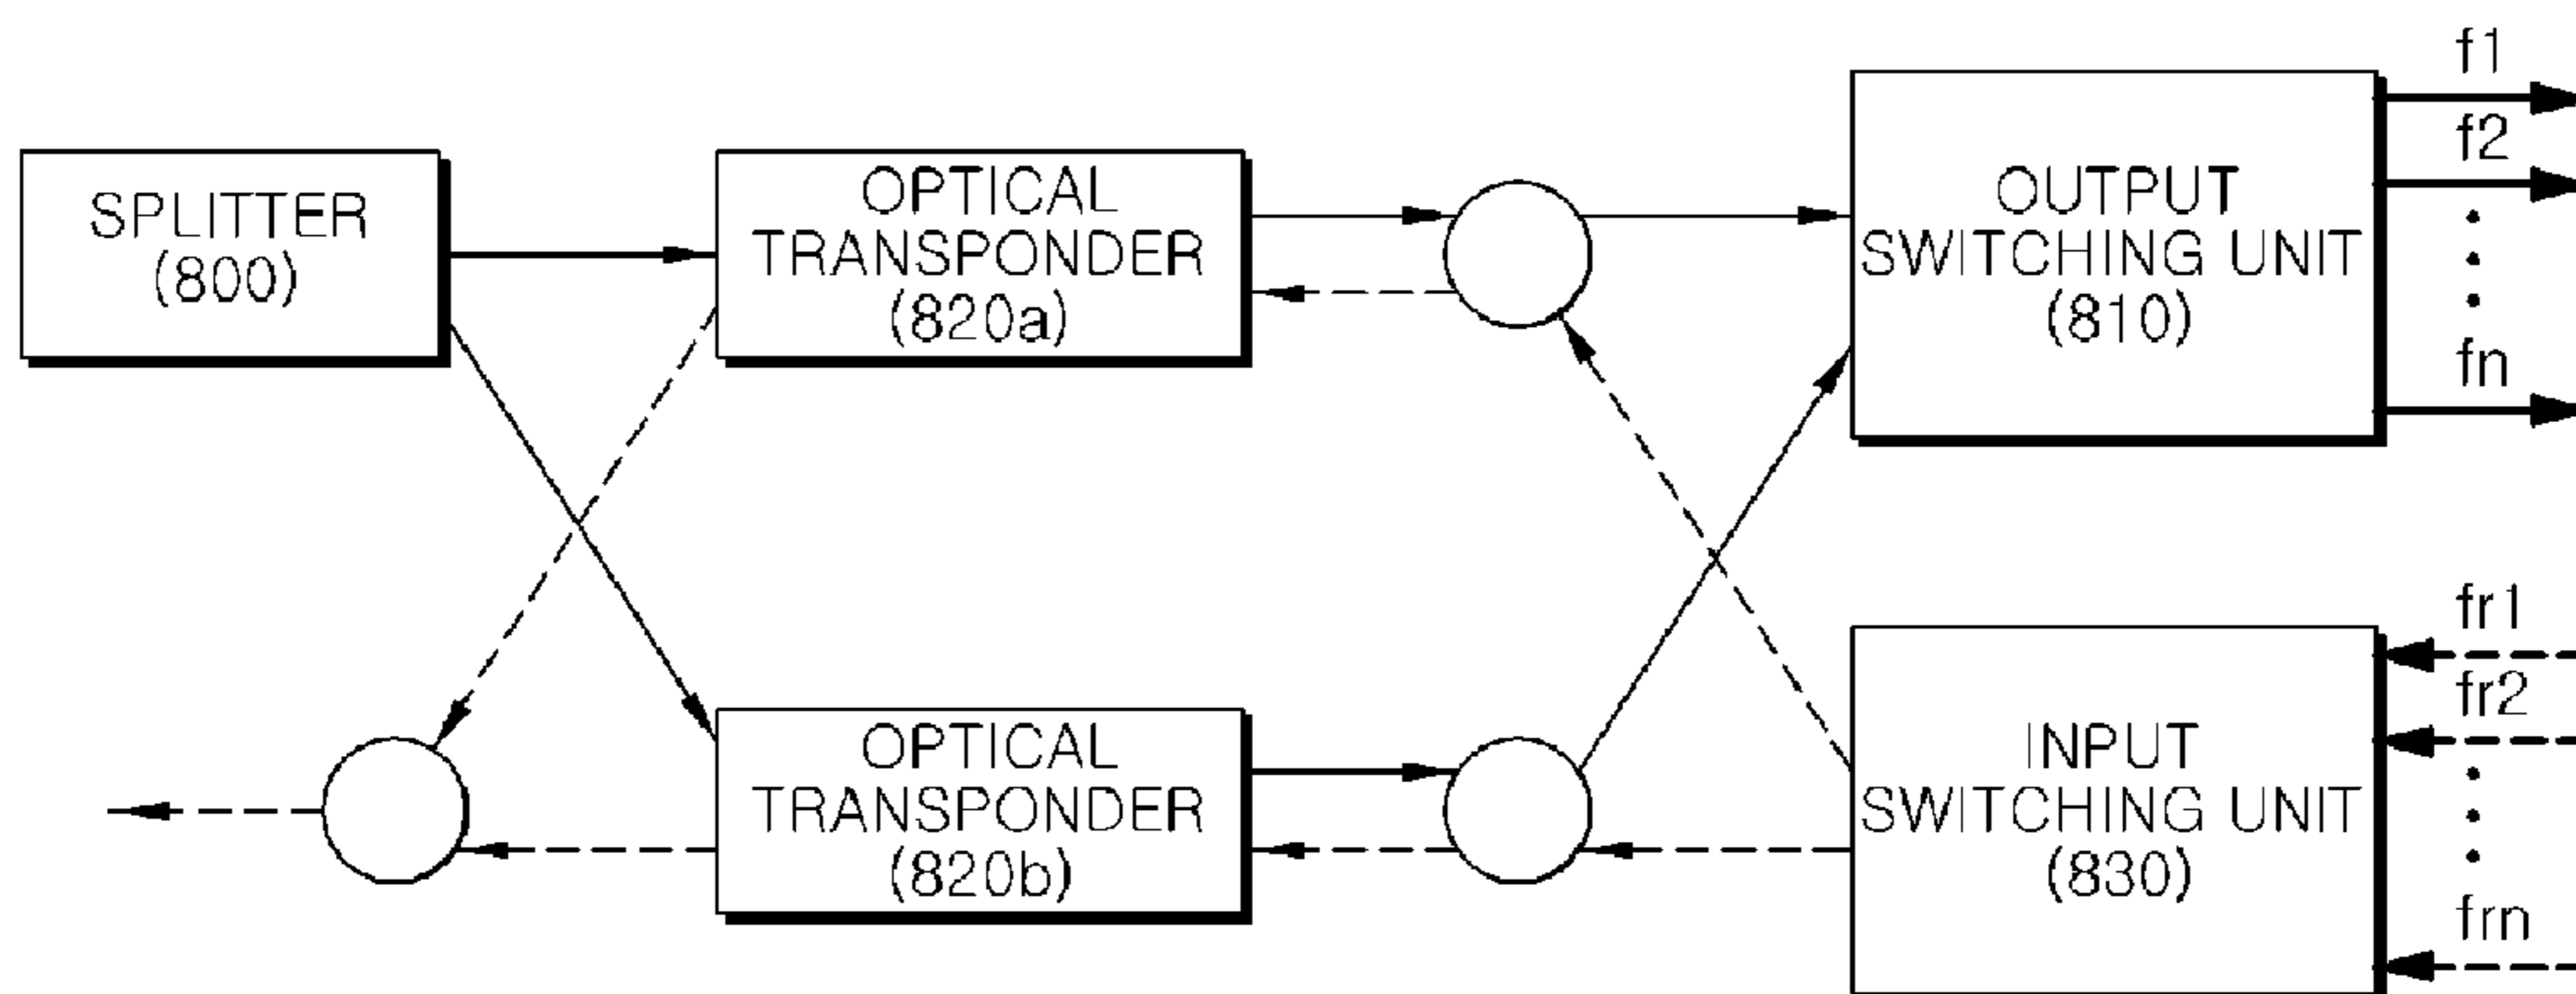 SPLITTER
(800)
OPTICAL
TRANSPONDER
(820a)
OUTPUT
SWITCHING UNIT
(810)
f1
f2
fn
OPTICAL
TRANSPONDER
(820b)
INPUT
SWITCHING UNIT
(830)
fr1
fr2
frn